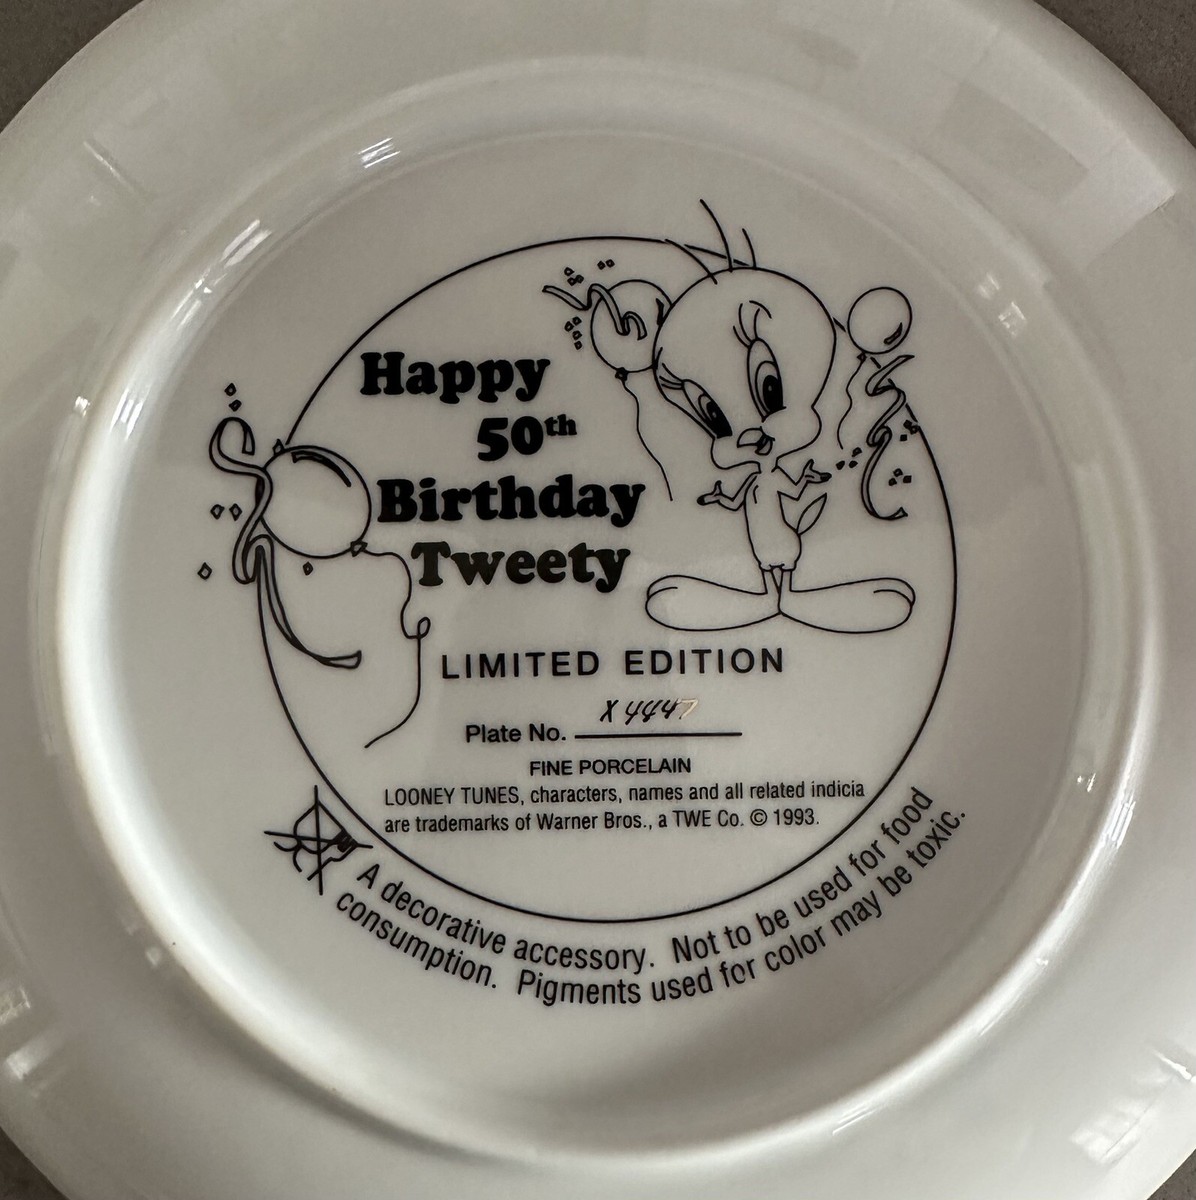 Happy
50th
Birthday
Tweety
LIMITED EDITION
X 4447
Plate No.
FINE PORCELAIN
LOONEY TUNES, characters, names and all related indicia
are trademarks of Warner Bros., a TWE Co. © 1993.
A decorative accessory. Not to be used for food
consumption. Pigments used for color may be toxic.